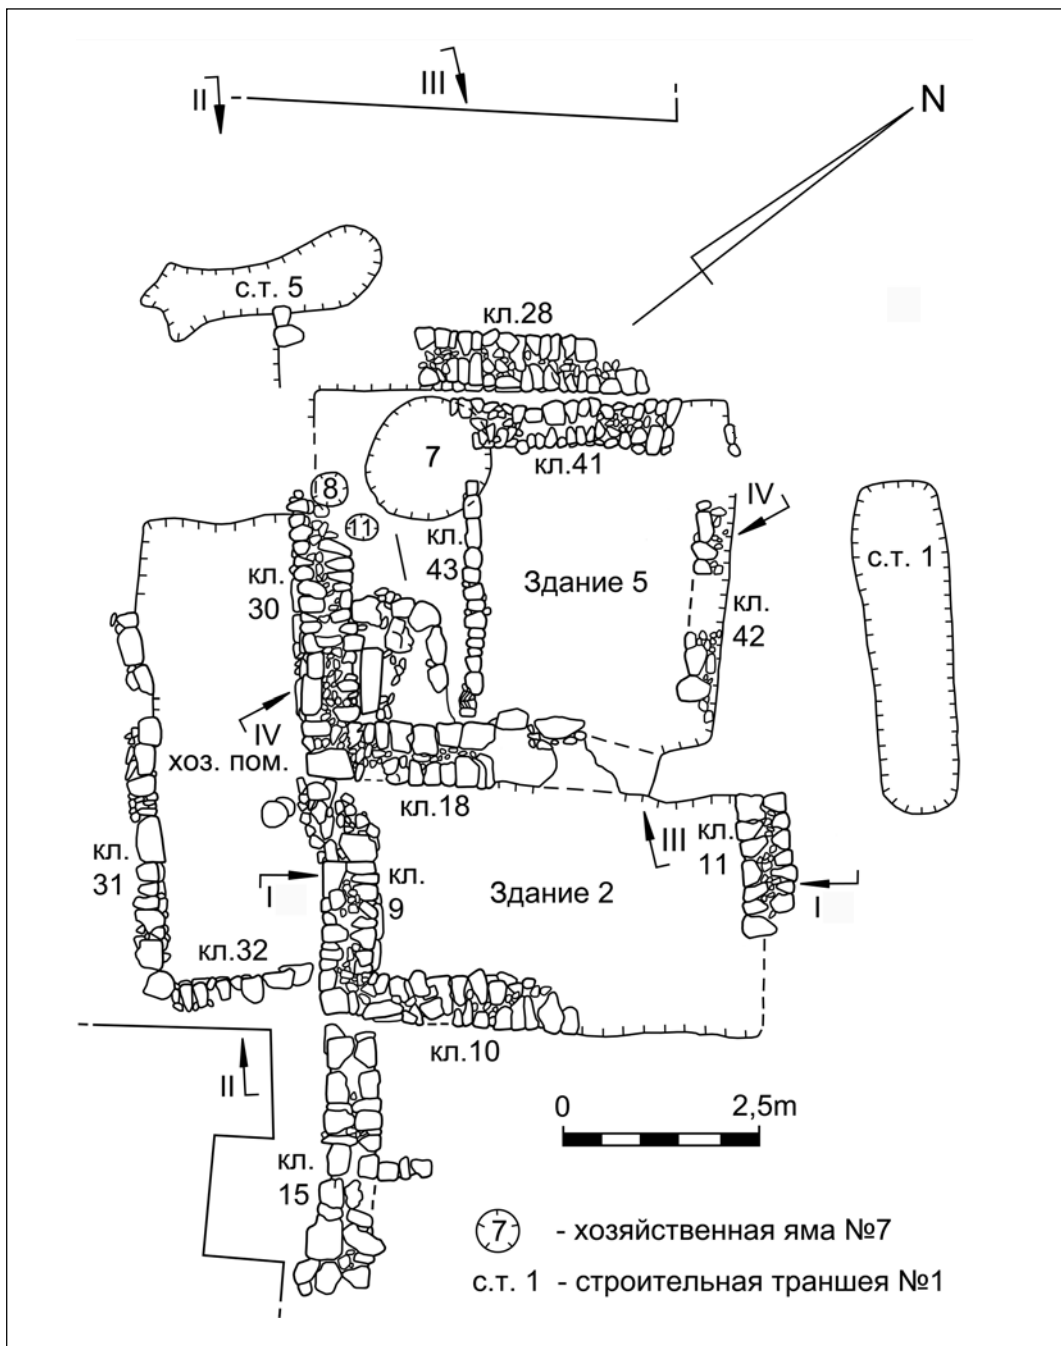 III
II
N
с.т. 5
кл.28
7
кл.41
8
11
IV
кл.
43
кл.
30
Здание 5
с.т. 1
кл.
42
IV
хоз. пом.
кл.18
III
кл.
11
кл.
31
I
кл.
9
Здание 2
I
кл.32
кл.10
II
0 2,5m
кл.
15
7 - хозяйственная яма №7
с.т. 1 - строительная траншея №1